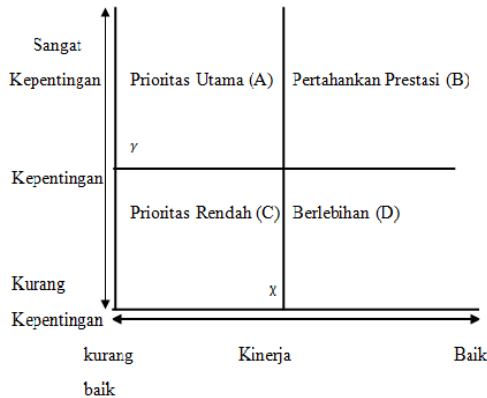 Sangat
Kepentingan
Prioritas Utama (A)
Pertahankan Prestasi (B)
γ
Kepentingan
Prioritas Rendah (C)
Berlebihan (D)
Kurang
χ
Kepentingan
kurang
Kinerja
Baik
baik